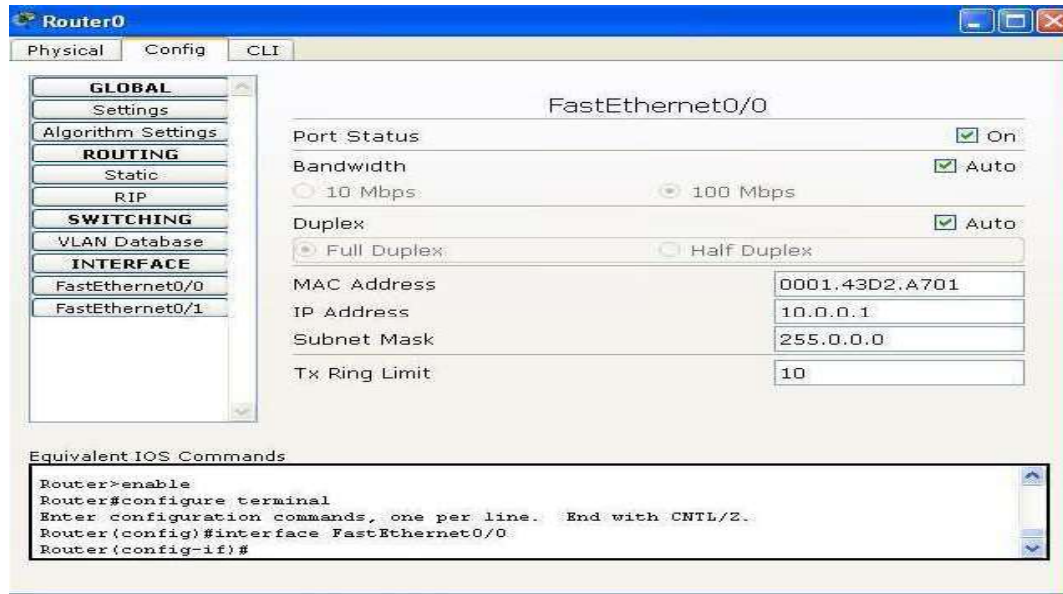 Router0
Physical Config CLI
GLOBAL
Settings
Algorithm Settings
ROUTING
Static
RIP
SWITCHING
VLAN Database
INTERFACE
FastEthernet0/0
FastEthernet0/1
FastEthernet0/0
Port Status On
Bandwidth Auto
10 Mbps 100 Mbps
Duplex Auto
Full Duplex Half Duplex
MAC Address 0001.43D2.A701
IP Address 10.0.0.1
Subnet Mask 255.0.0.0
Tx Ring Limit 10
Equivalent IOS Commands
Router>enable
Router#configure terminal
Enter configuration commands, one per line. End with CNTL/Z.
Router(config)#interface FastEthernet0/0
Router(config-if)#